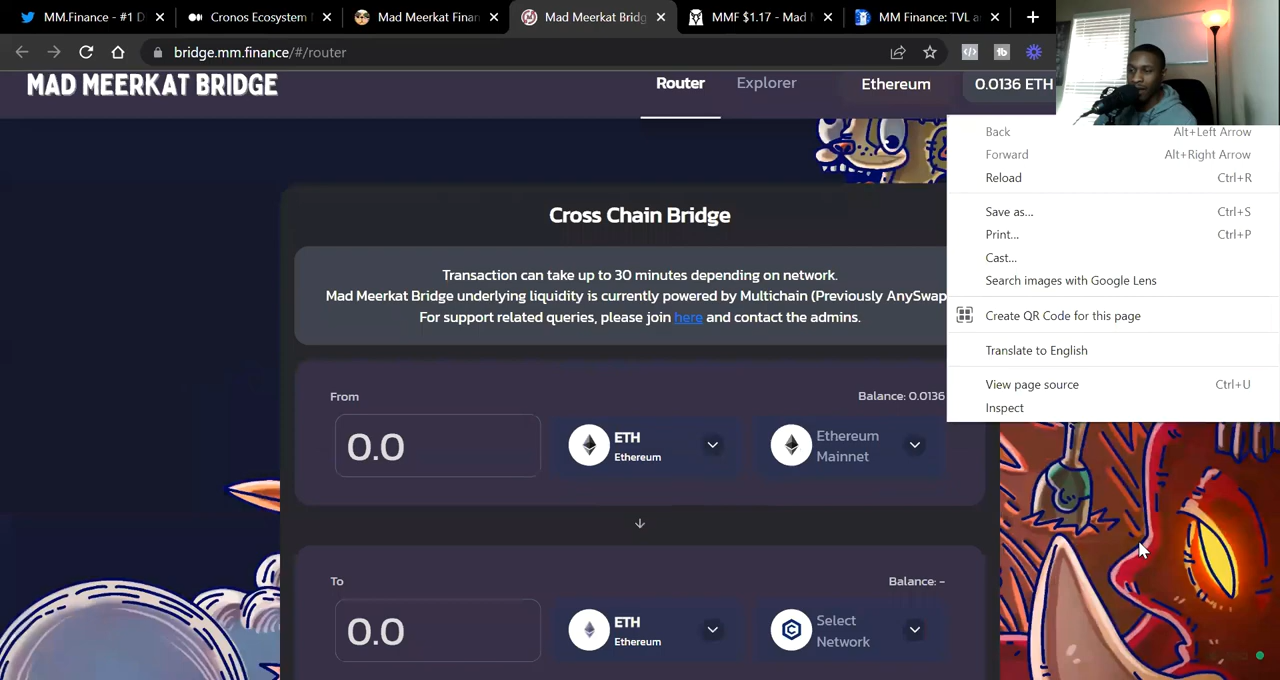 MM.Finance - #1 D
Cronos Ecosystem
Mad Meerkat Finan
Mad Meerkat Bridg
MMF $1.17 - Mad
MM Finance: TVL a
bridge.mm.finance/#/router
MAD MEERKAT BRIDGE
Router
Explorer
Ethereum
0.0136 ETH
Back Alt+Left Arrow
Forward Alt+Right Arrow
Reload Ctrl+R
Save as... Ctrl+S
Print... Ctrl+P
Cast...
Search images with Google Lens
Create QR Code for this page
Translate to English
View page source Ctrl+U
Inspect
Cross Chain Bridge
Transaction can take up to 30 minutes depending on network.
Mad Meerkat Bridge underlying liquidity is currently powered by Multichain (Previously AnySwap
For support related queries, please join here and contact the admins.
From
Balance: 0.0136
0.0
ETH
Ethereum
Ethereum
Mainnet
To
Balance: -
0.0
ETH
Ethereum
Select
Network